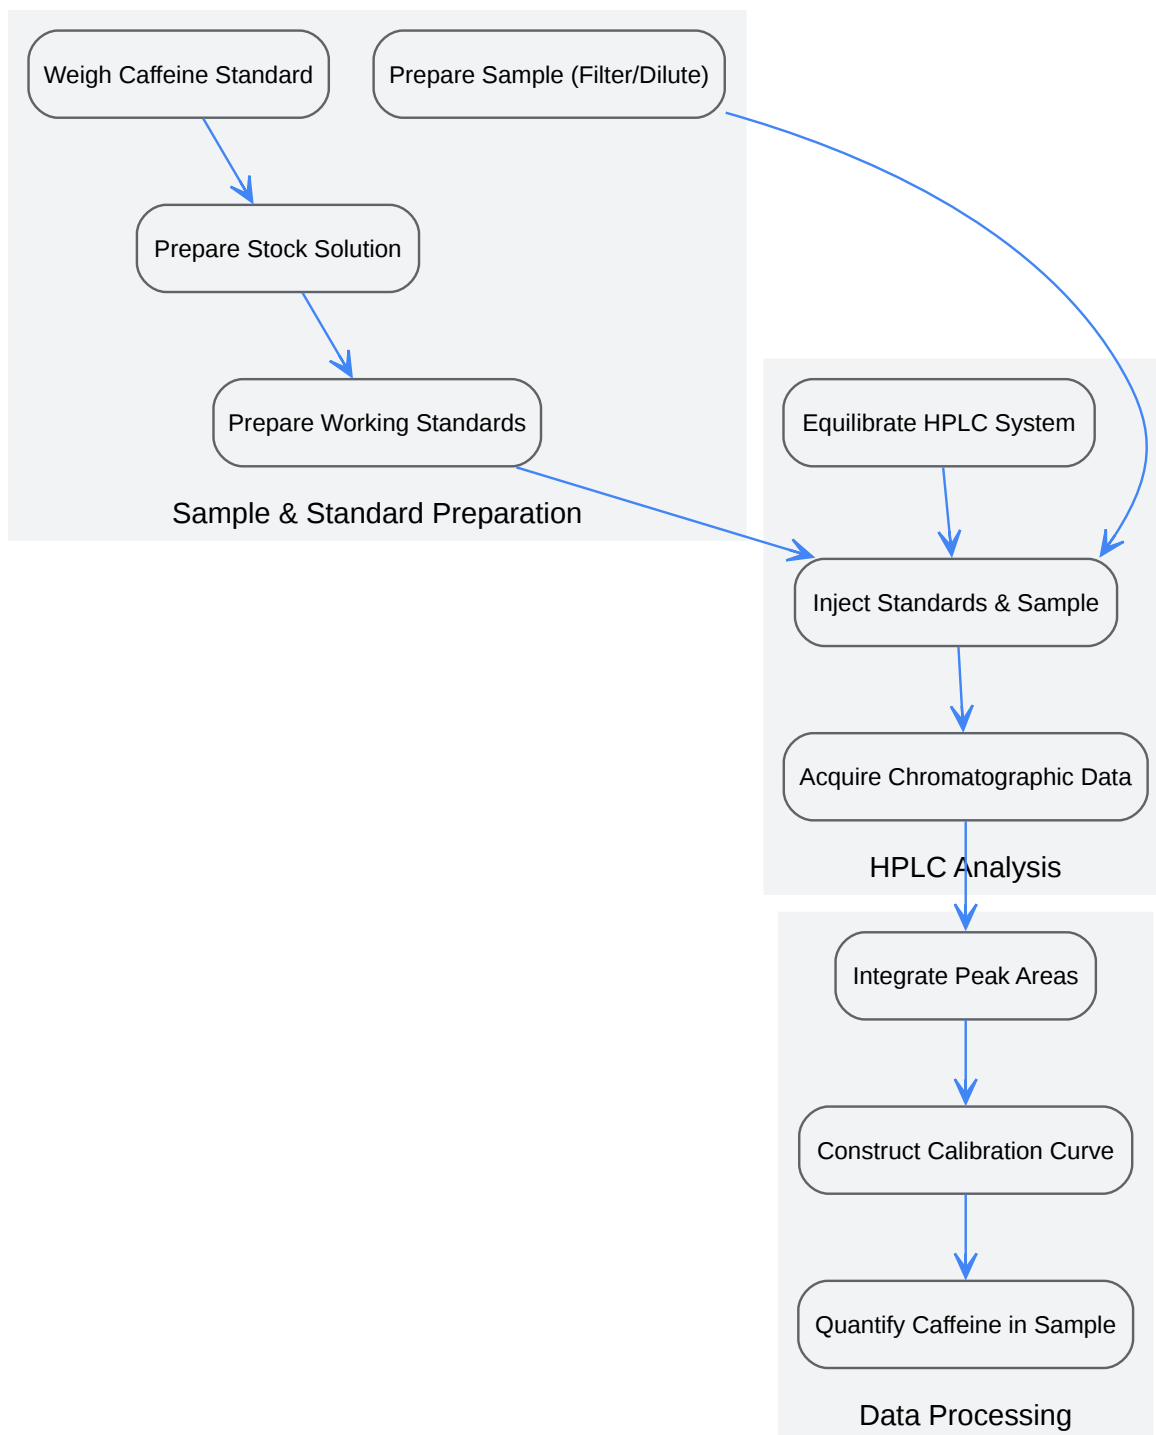 Weigh Caffeine Standard
Prepare Sample (Filter/Dilute)
Prepare Stock Solution
Prepare Working Standards
Sample & Standard Preparation
Equilibrate HPLC System
Inject Standards & Sample
Acquire Chromatographic Data
HPLC Analysis
Integrate Peak Areas
Construct Calibration Curve
Quantify Caffeine in Sample
Data Processing